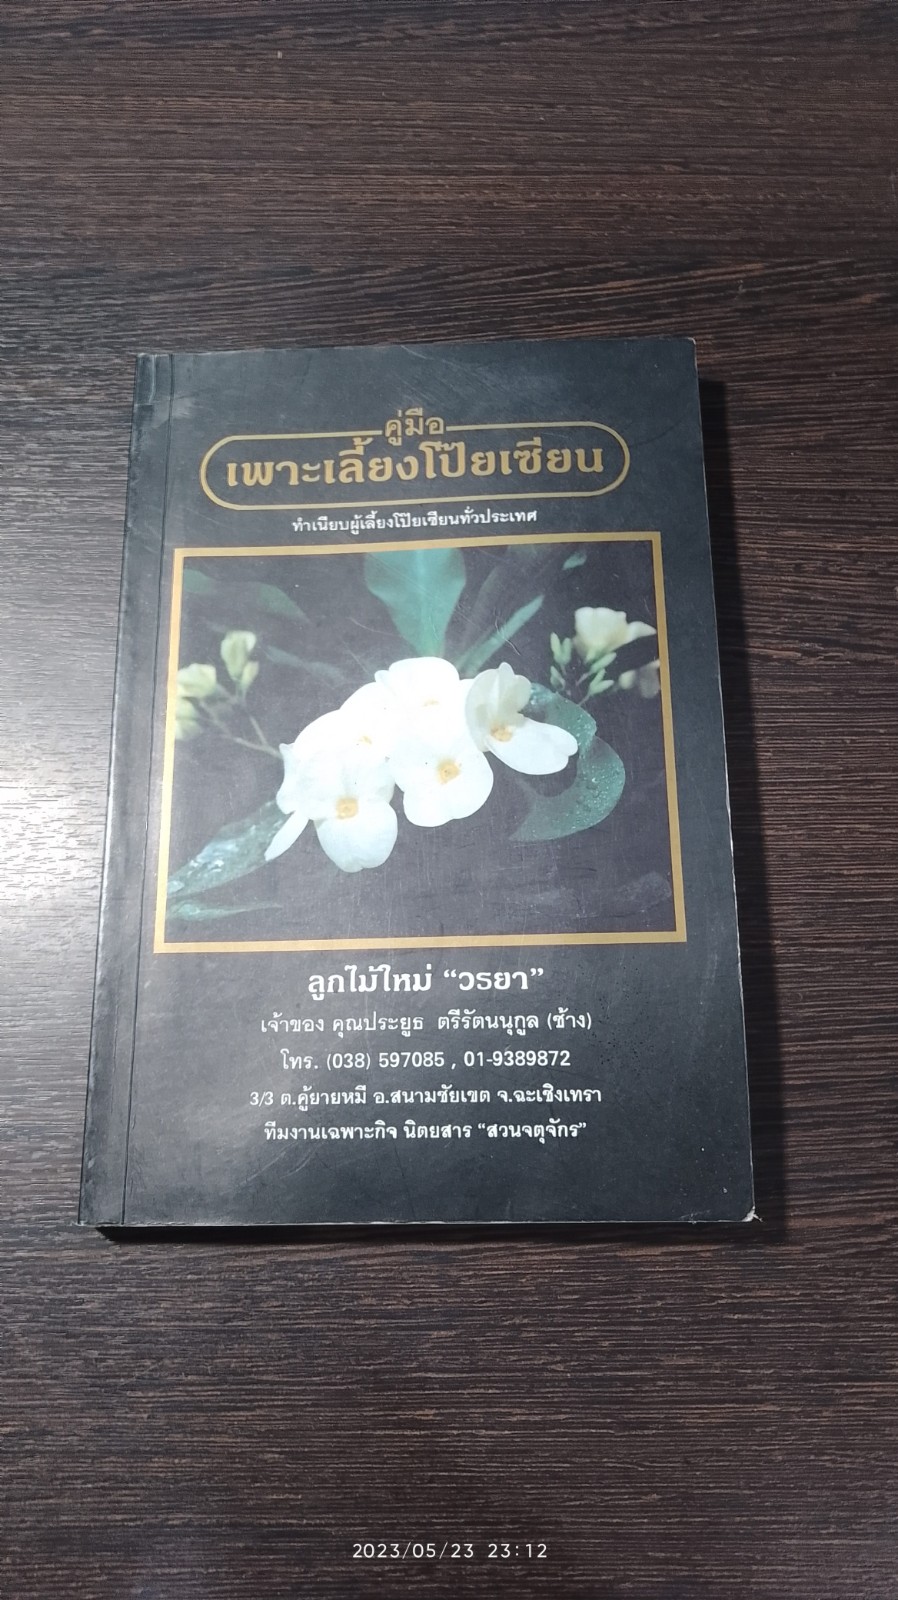 คู่มือ
เพาะเลี้ยงโป๊ยเซียน
ทำเนียบผู้เลี้ยงโป๊ยเซียนทั่วประเทศ
ลูกไม้ใหม่ “วรยา”
เจ้าของ คุณประยูธ ตรีรัตนนุกูล (ช้าง)
โทร. (038) 597085 , 01-9389872
3/3 ต.คู้ยายหมี อ.สนามชัยเขต จ.ฉะเชิงเทรา
ทีมงานเฉพาะกิจ นิตยสาร “สวนจตุจักร”
2023/05/23 23:12